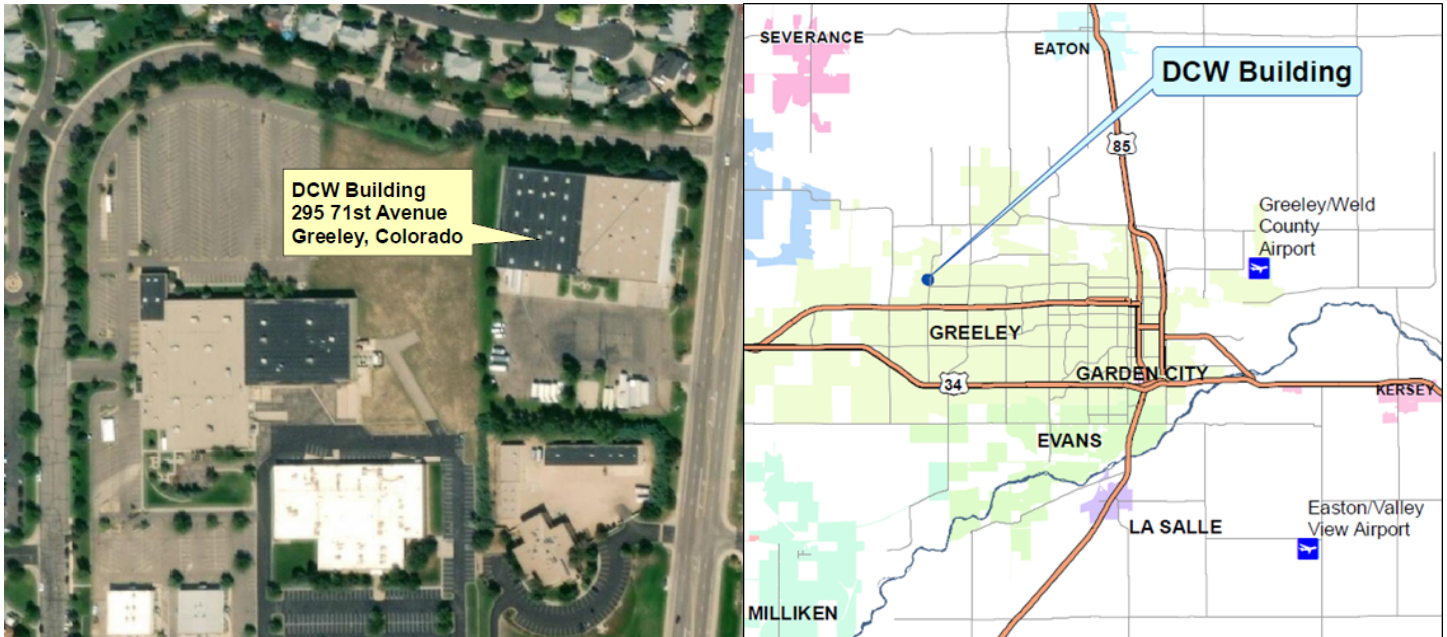 DCW Building
295 71st Avenue
Greeley, Colorado
SEVERANCE
EATON
DCW Building
85
Greeley/Weld
County
Airport
GREELEY
34
GARDEN CITY
KERSEY
EVANS
Easton/Valley
View Airport
LA SALLE
MILLIKEN